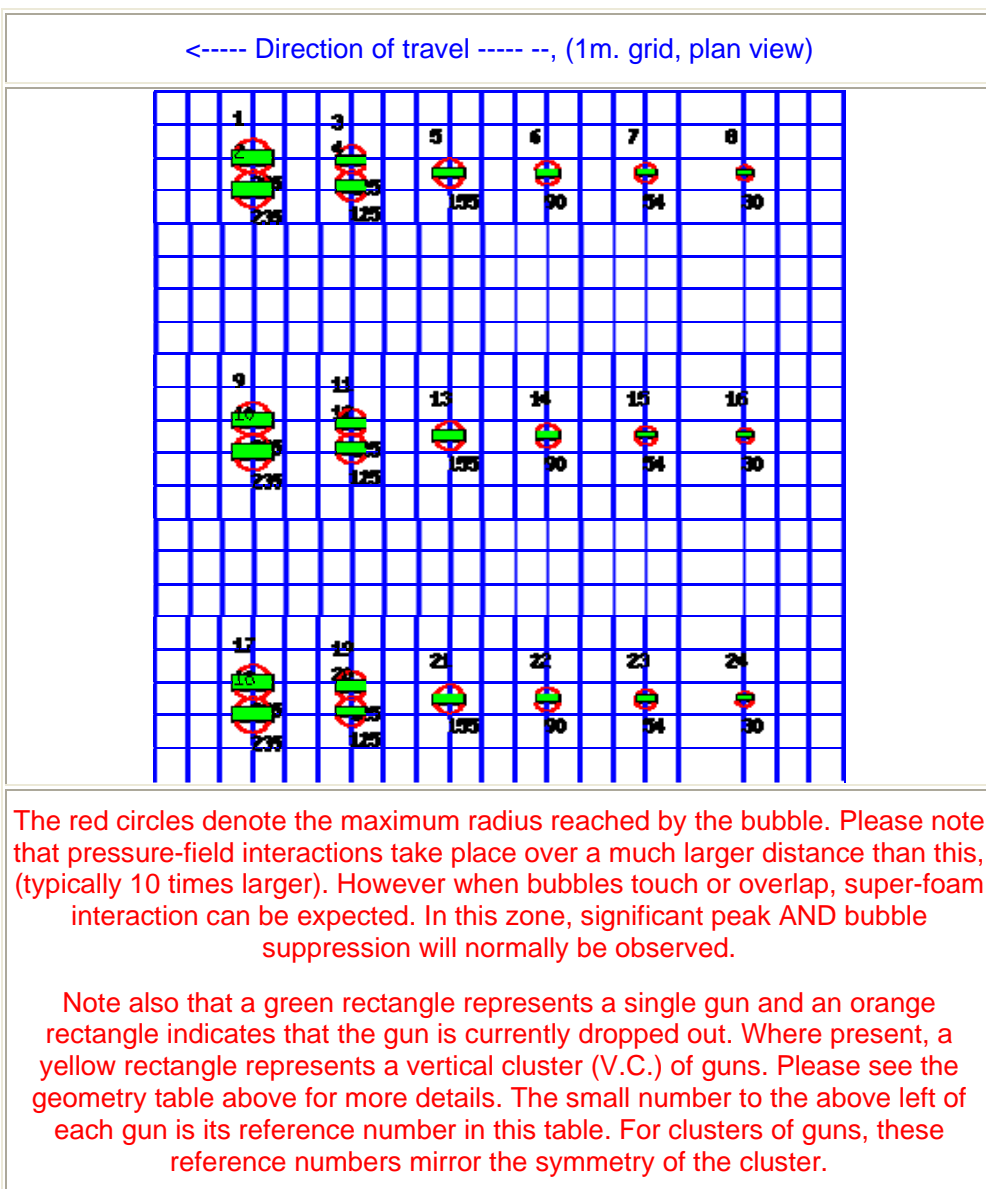 <----- Direction of travel ----- --, (1m. grid, plan view)
1 3
2 4 5 6 7 8
155 90 54 30
235 125
9 11
10 12 13 14 15 16
155 90 54 30
235 125
17 19
18 20 21 22 23 24
155 90 54 30
235 125
The red circles denote the maximum radius reached by the bubble. Please note
that pressure-field interactions take place over a much larger distance than this,
(typically 10 times larger). However when bubbles touch or overlap, super-foam
interaction can be expected. In this zone, significant peak AND bubble
suppression will normally be observed.
Note also that a green rectangle represents a single gun and an orange
rectangle indicates that the gun is currently dropped out. Where present, a
yellow rectangle represents a vertical cluster (V.C.) of guns. Please see the
geometry table above for more details. The small number to the above left of
each gun is its reference number in this table. For clusters of guns, these
reference numbers mirror the symmetry of the cluster.